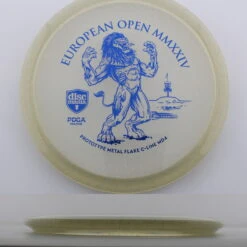 EUROPEAN OPEN MMXXIV
disc
PDGA
PROTOTYPE METAL FLAKE C-LINE MD4